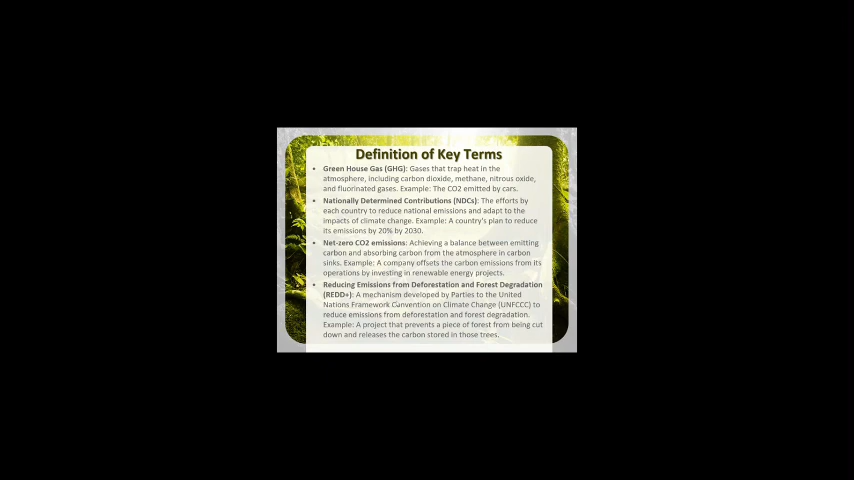 Definition of Key Terms
• Green House Gas (GHG): Gases that trap heat in the
atmosphere, including carbon dioxide, methane, nitrous oxide,
and fluorinated gases. Example: The CO2 emitted by cars.
• Nationally Determined Contributions (NDCs): The efforts by
each country to reduce national emissions and adapt to the
impacts of climate change. Example: A country's plan to reduce
its emissions by 20% by 2030.
• Net-zero CO2 emissions: Achieving a balance between emitting
carbon and absorbing carbon from the atmosphere in carbon
sinks. Example: A company offsets the carbon emissions from its
operations by investing in renewable energy projects.
• Reducing Emissions from Deforestation and Forest Degradation
(REDD+): A mechanism developed by Parties to the United
Nations Framework Convention on Climate Change (UNFCCC) to
reduce emissions from deforestation and forest degradation.
Example: A project that prevents a piece of forest from being cut
down and releases the carbon stored in those trees.